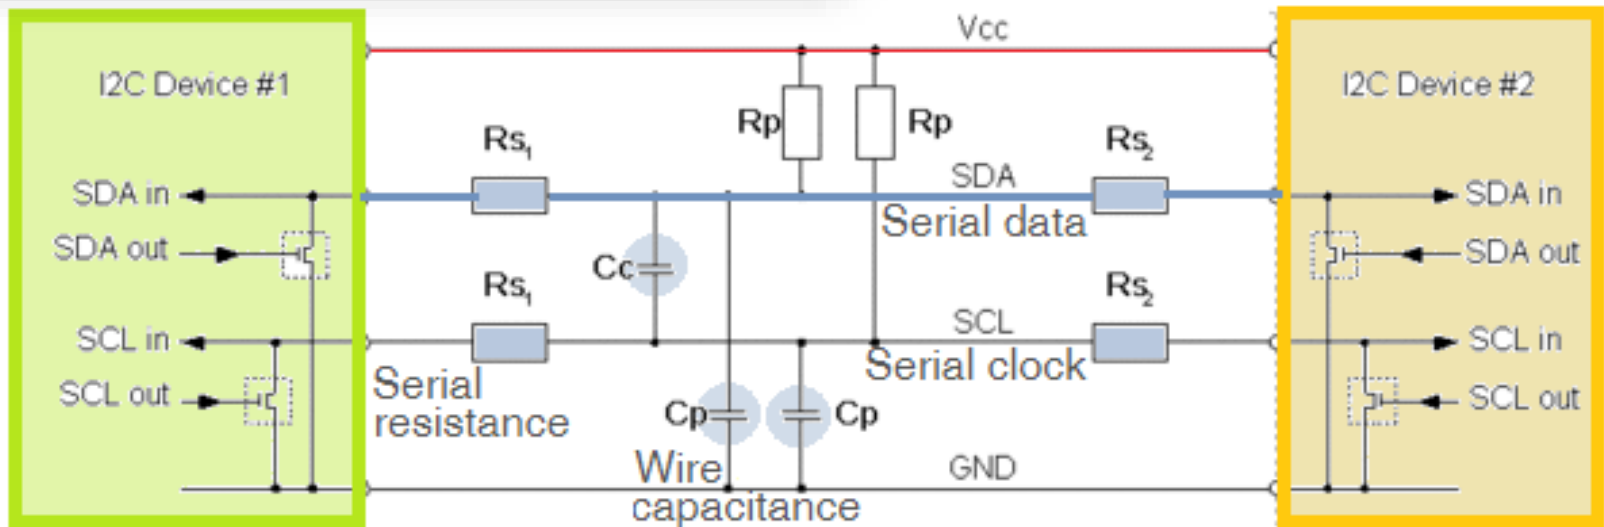 Vcc
I2C Device #1
I2C Device #2
Rp
Rp
Rs1
Rs2
SDA in
SDA
SDA in
Serial data
SDA out
SDA out
Cc
Rs1
Rs2
SCL in
SCL
SCL in
Serial clock
SCL out
SCL out
Serial
resistance
Cp
Cp
Wire
capacitance
GND